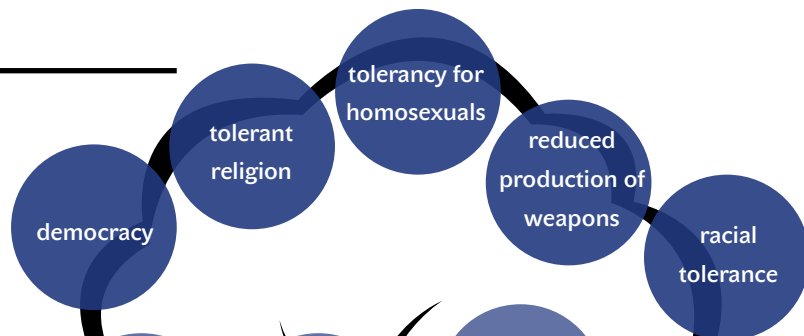 democracy
tolerant
religion
tolerancy for
homosexuals
reduced
production of
weapons
racial
tolerance